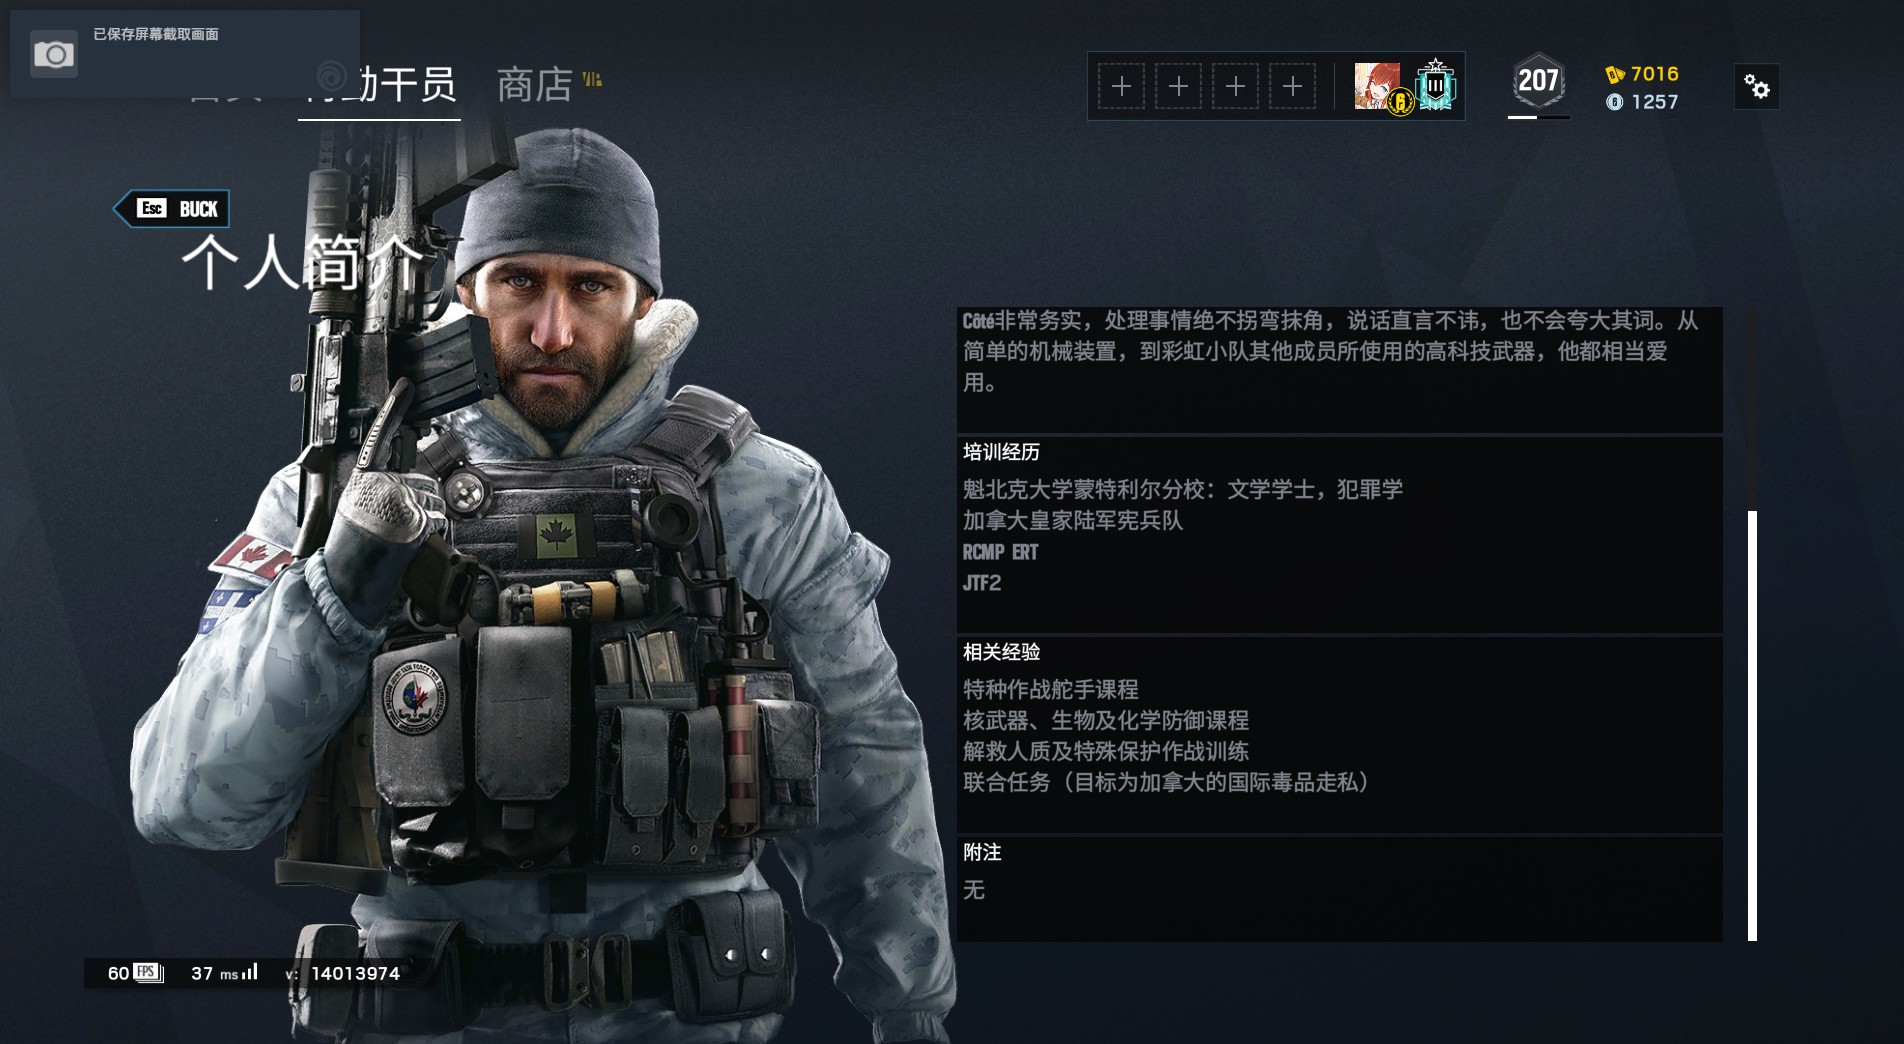 已保存屏幕截取画面
动干员
商店
207
7016
1257
Esc BUCK
个人简介
Côté非常务实，处理事情绝不拐弯抹角，说话直言不讳，也不会夸大其词。从
简单的机械装置，到彩虹小队其他成员所使用的高科技武器，他都相当爱
用。
培训经历
魁北克大学蒙特利尔分校：文学学士，犯罪学
加拿大皇家陆军宪兵队
RCMP ERT
JTF2
相关经验
特种作战舵手课程
核武器、生物及化学防御课程
解救人质及特殊保护作战训练
联合任务（目标为加拿大的国际毒品走私）
附注
无
60 FPS 37 ms v: 14013974